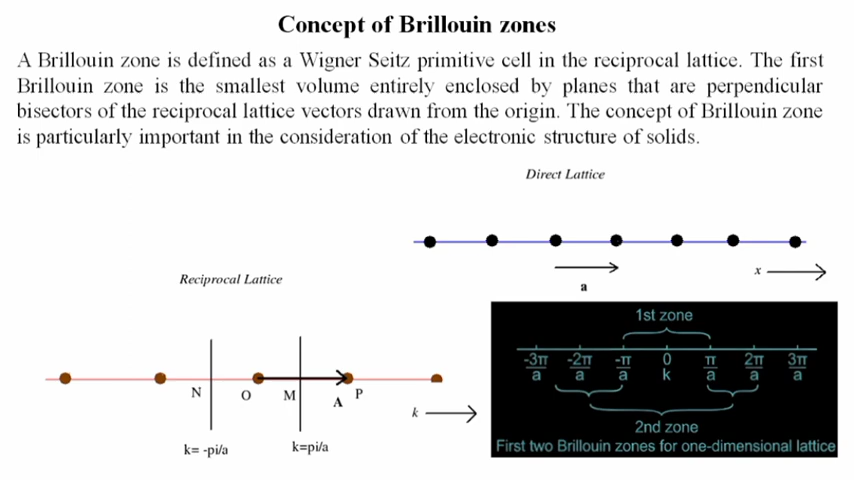 Concept of Brillouin zones
A Brillouin zone is defined as a Wigner Seitz primitive cell in the reciprocal lattice. The first
Brillouin zone is the smallest volume entirely enclosed by planes that are perpendicular
bisectors of the reciprocal lattice vectors drawn from the origin. The concept of Brillouin zone
is particularly important in the consideration of the electronic structure of solids.
Direct Lattice
a
x
Reciprocal Lattice
N O M A P
k
k= -pi/a k=pi/a
1st zone
-3π -2π -π 0 π 2π 3π
a a a k a a a
2nd zone
First two Brillouin zones for one-dimensional lattice